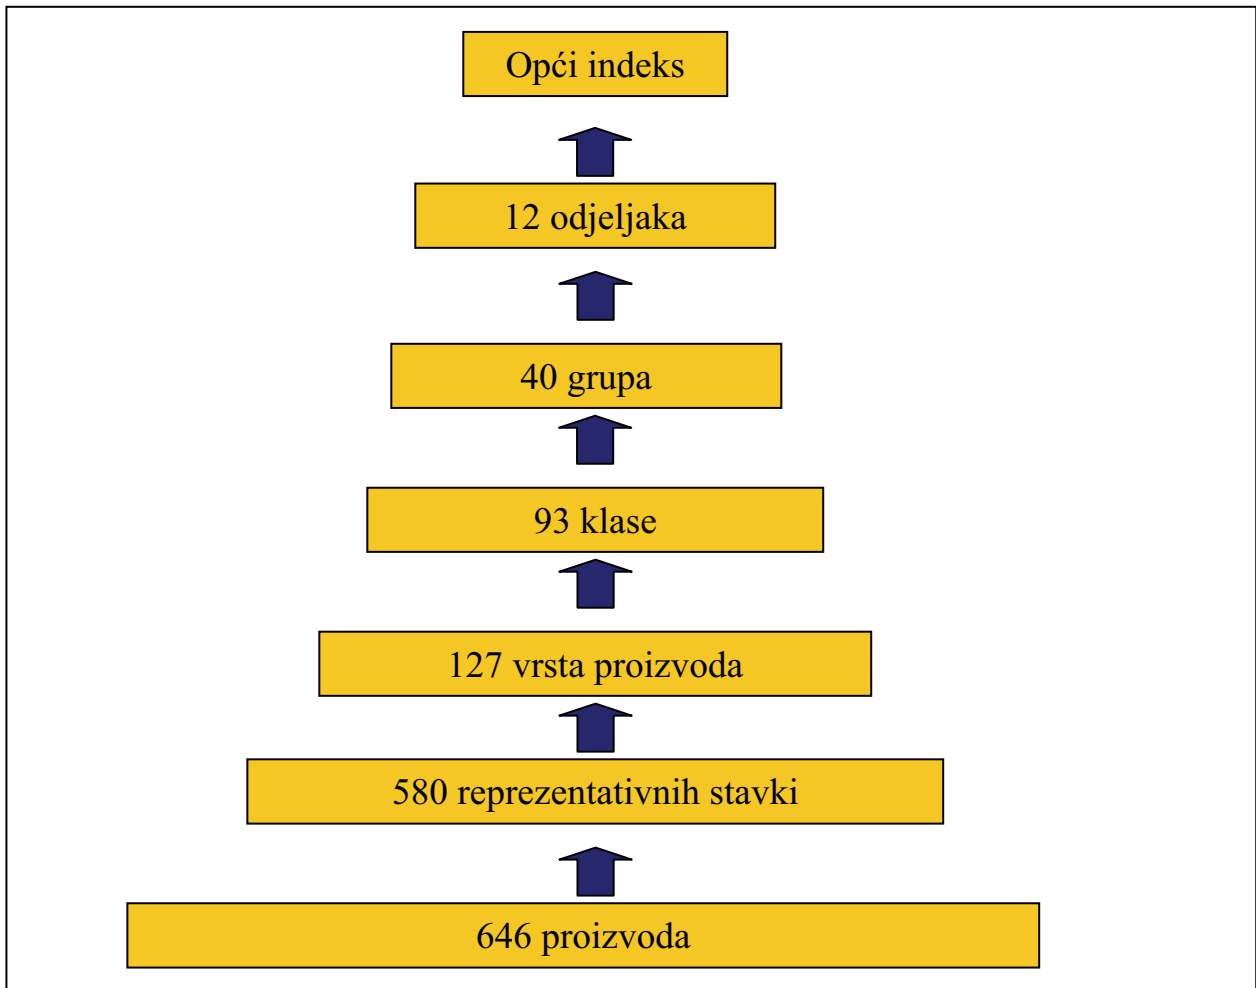 Opći indeks
12 odjeljaka
40 grupa
93 klase
127 vrsta proizvoda
580 reprezentativnih stavki
646 proizvoda